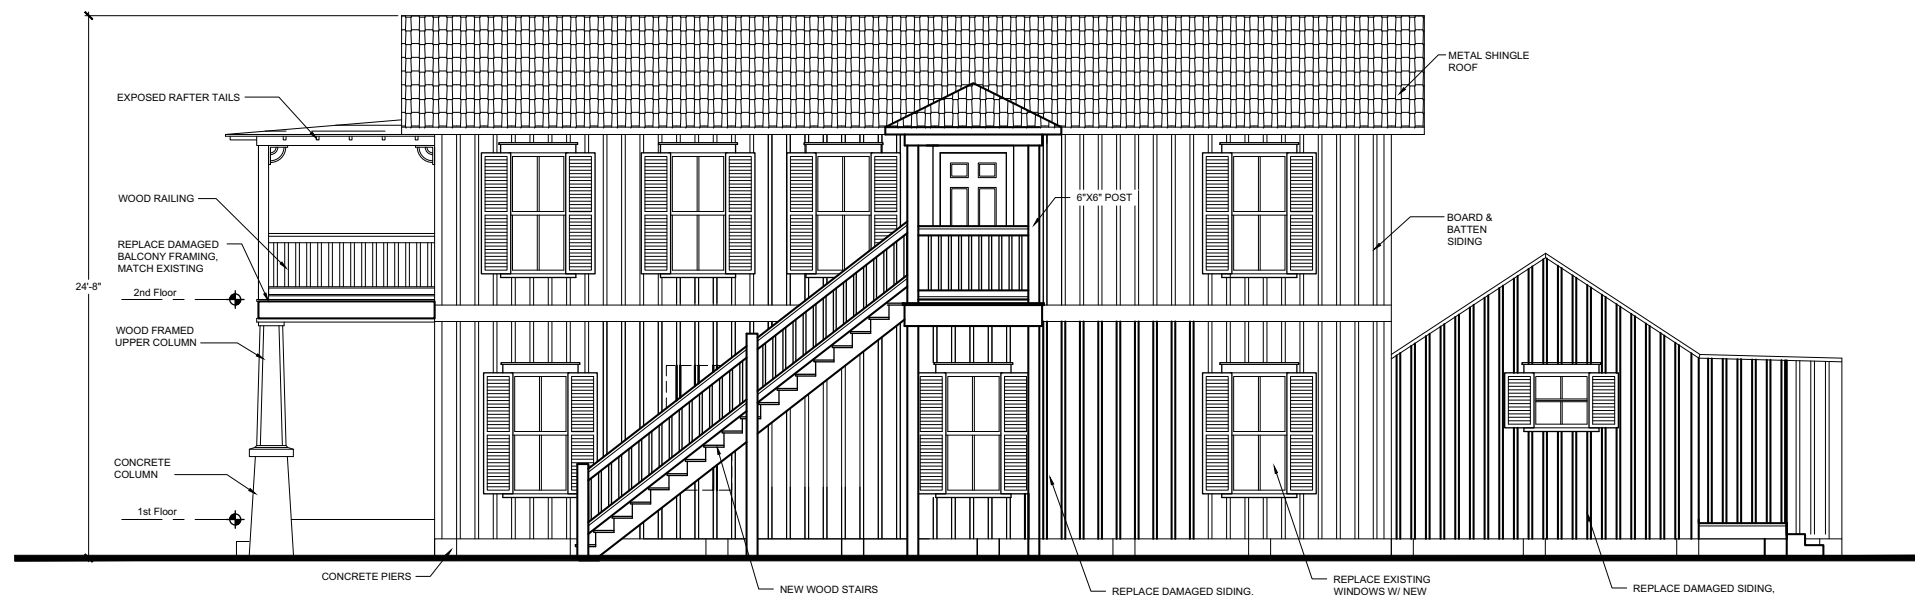 METAL SHINGLE
ROOF
EXPOSED RAFTER TAILS
WOOD RAILING
6"X6" POST
BOARD &
BATTEN
SIDING
REPLACE DAMAGED
BALCONY FRAMING,
MATCH EXISTING
24'-8"
2nd Floor
WOOD FRAMED
UPPER COLUMN
CONCRETE
COLUMN
1st Floor
CONCRETE PIERS
NEW WOOD STAIRS
REPLACE DAMAGED SIDING,
REPLACE EXISTING
WINDOWS W/ NEW
REPLACE DAMAGED SIDING,